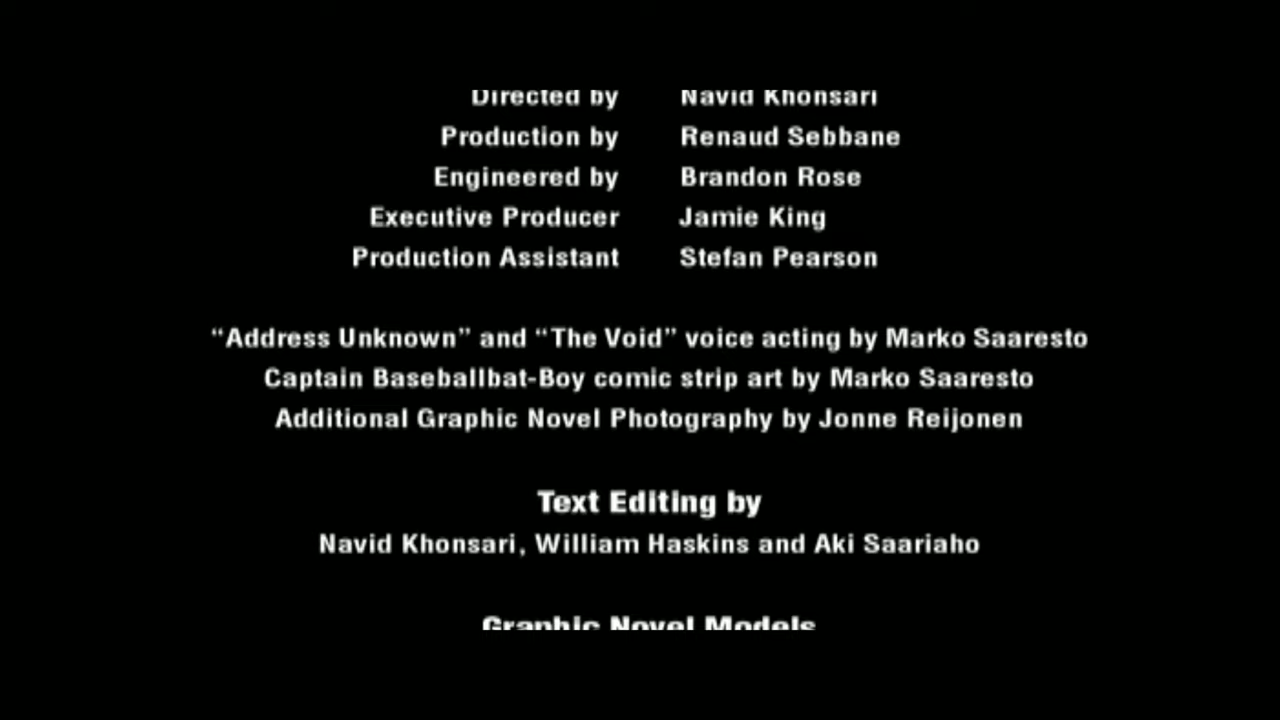 Directed by Navid Khonsari
Production by Renaud Sebbane
Engineered by Brandon Rose
Executive Producer Jamie King
Production Assistant Stefan Pearson
“Address Unknown” and “The Void” voice acting by Marko Saaresto
Captain Baseballbat-Boy comic strip art by Marko Saaresto
Additional Graphic Novel Photography by Jonne Reijonen
Text Editing by
Navid Khonsari, William Haskins and Aki Saariaho
Graphic Novel Models